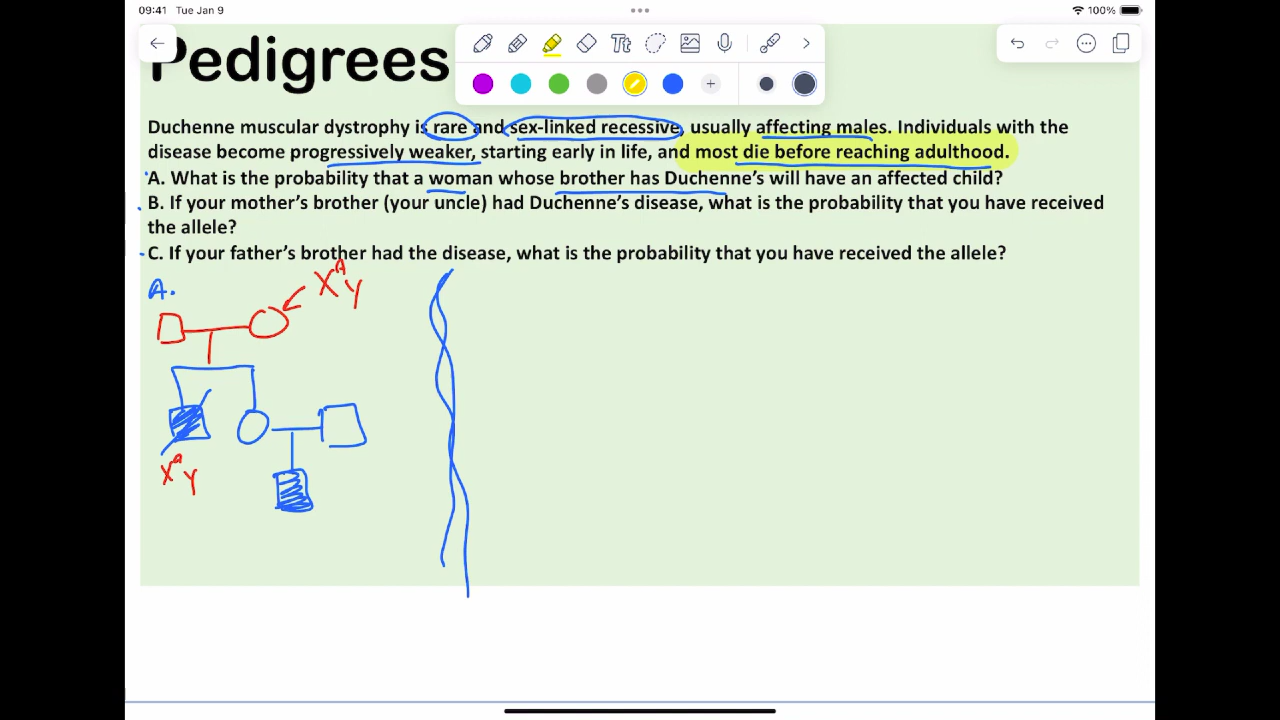 09:41 Tue Jan 9
100%
Pedigrees
Tt
Duchenne muscular dystrophy is rare and sex-linked recessive, usually affecting males. Individuals with the
disease become progressively weaker, starting early in life, and most die before reaching adulthood.
A. What is the probability that a woman whose brother has Duchenne's will have an affected child?
B. If your mother's brother (your uncle) had Duchenne's disease, what is the probability that you have received
the allele?
C. If your father's brother had the disease, what is the probability that you have received the allele?
A.
XᴬY
XᵃY